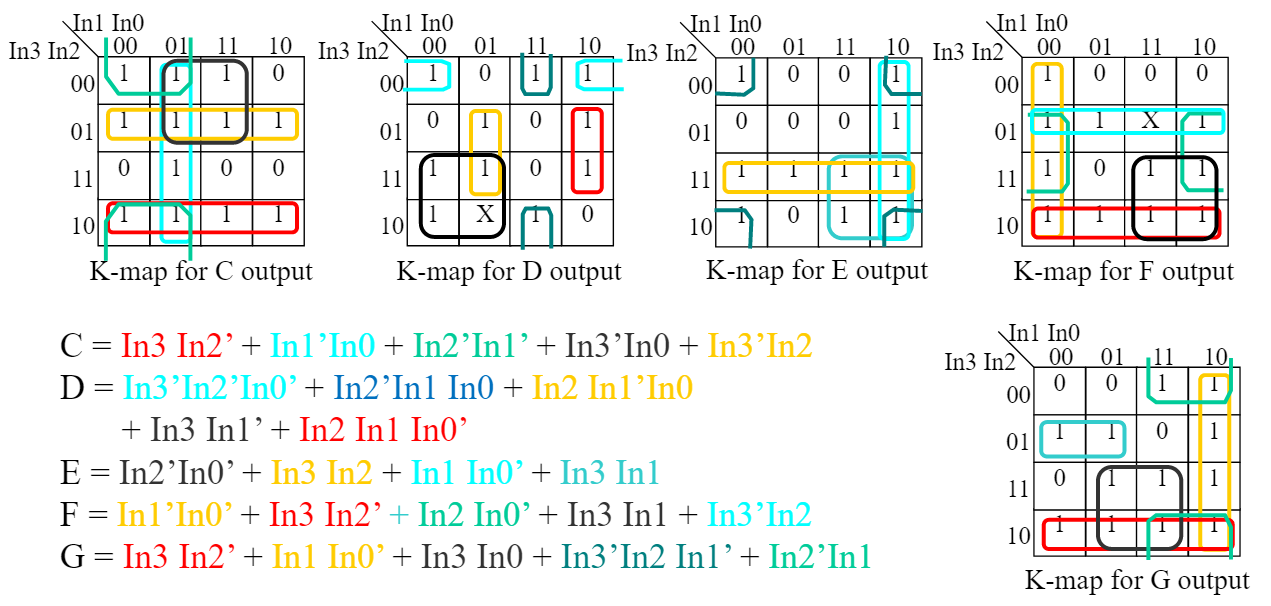 In1 In0
In3 In2 00 01 11 10
00 1 1 1 0
01 1 1 1 1
11 0 1 0 0
10 1 1 1 1
K-map for C output
In1 In0
In3 In2 00 01 11 10
00 1 0 1 1
01 0 1 0 1
11 1 1 0 1
10 1 X 1 0
K-map for D output
In1 In0
In3 In2 00 01 11 10
00 1 0 0 1
01 0 0 0 1
11 1 1 1 1
10 1 0 1 1
K-map for E output
In1 In0
In3 In2 00 01 11 10
00 1 0 0 0
01 1 1 X 1
11 1 0 1 1
10 1 1 1 1
K-map for F output
C = In3 In2’ + In1’In0 + In2’In1’ + In3’In0 + In3’In2
D = In3’In2’In0’ + In2’In1 In0 + In2 In1’In0
+ In3 In1’ + In2 In1 In0’
E = In2’In0’ + In3 In2 + In1 In0’ + In3 In1
F = In1’In0’ + In3 In2’ + In2 In0’ + In3 In1 + In3’In2
G = In3 In2’ + In1 In0’ + In3 In0 + In3’In2 In1’ + In2’In1
In1 In0
In3 In2 00 01 11 10
00 0 0 1 1
01 1 1 0 1
11 0 1 1 1
10 1 1 1 1
K-map for G output